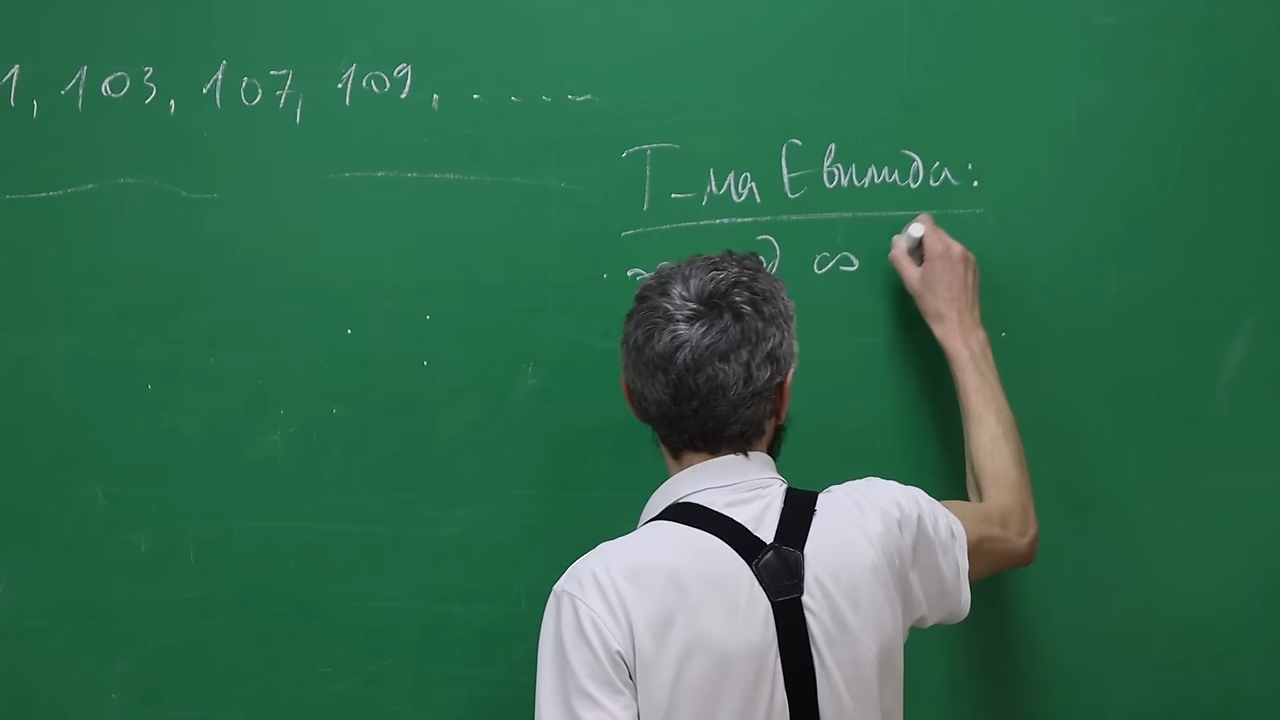 1, 103, 107, 109, .....
Т-ма Евклида:
∞